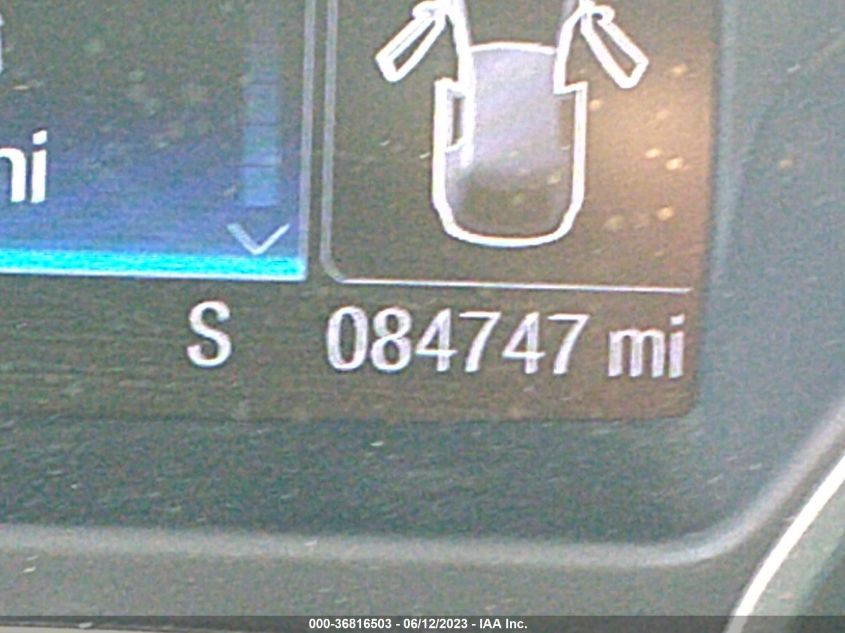 mi
S 084747 mi
000-36816503 - 06/12/2023 - IAA Inc.